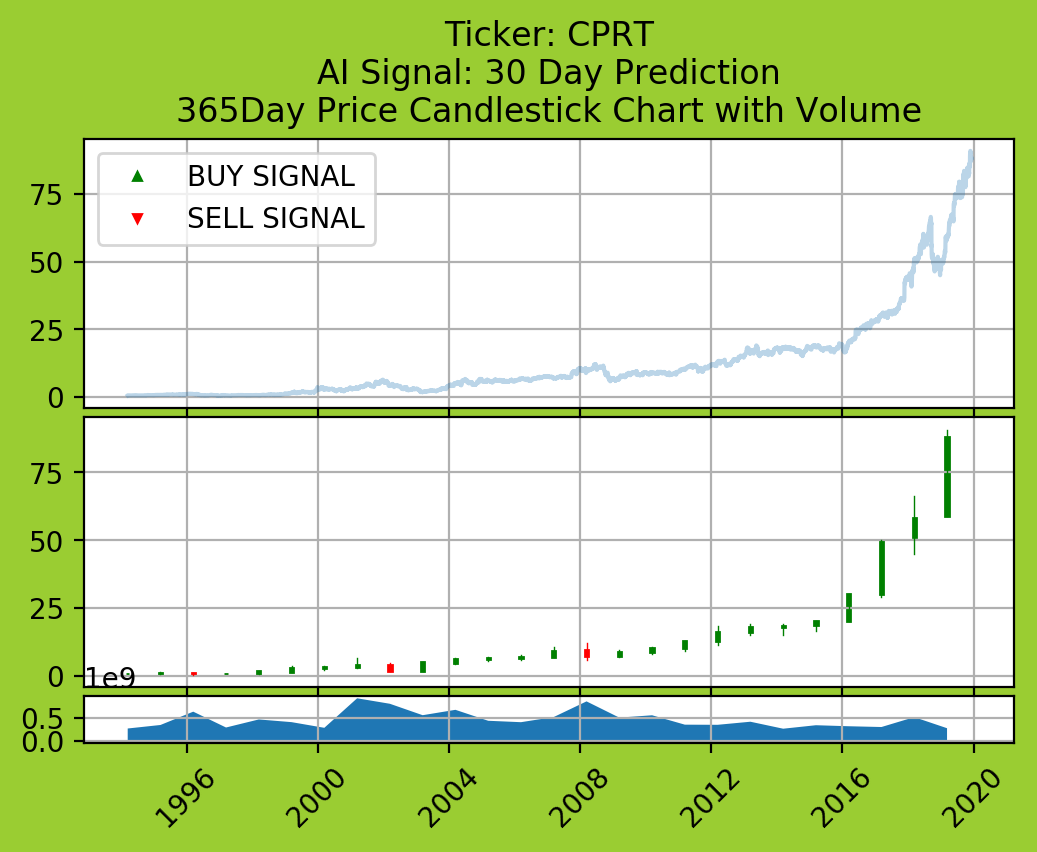 Ticker: CPRT
AI Signal: 30 Day Prediction
365Day Price Candlestick Chart with Volume
BUY SIGNAL
SELL SIGNAL
75
50
25
0
75
50
25
0
1e9
0.5
0.0
1996
2000
2004
2008
2012
2016
2020